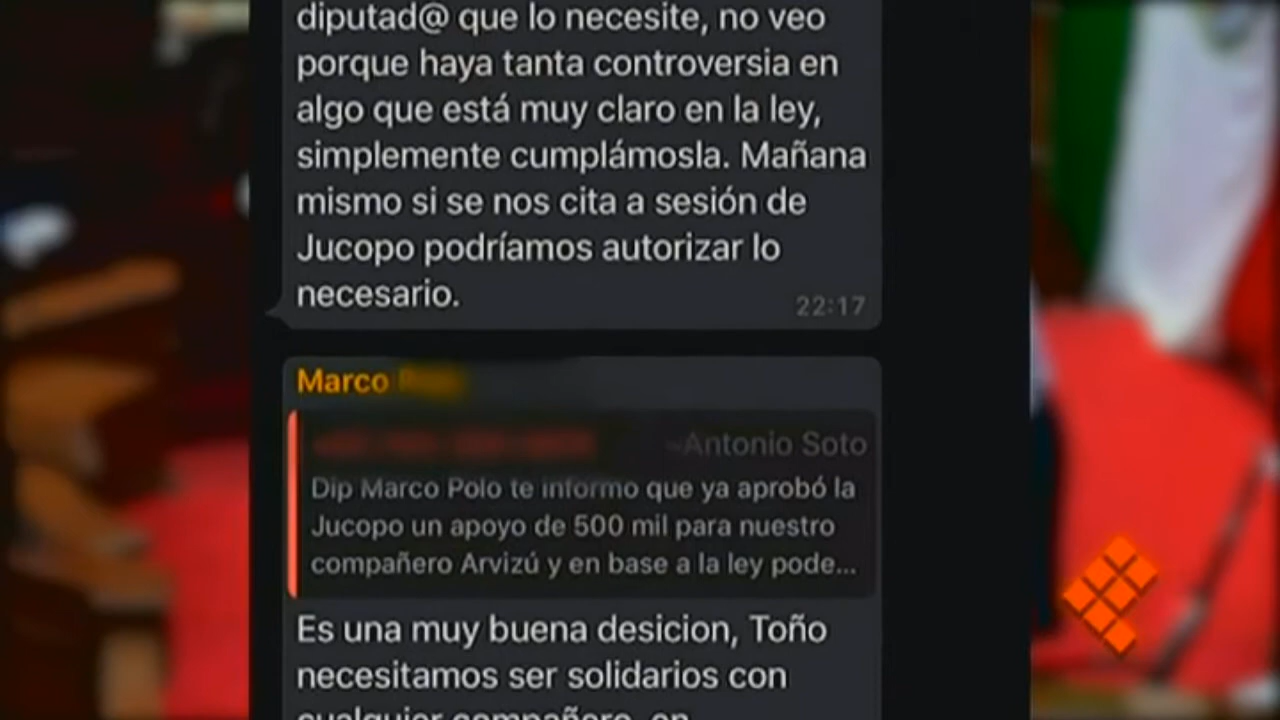 diputad@ que lo necesite, no veo
porque haya tanta controversia en
algo que está muy claro en la ley,
simplemente cumplámosla. Mañana
mismo si se nos cita a sesión de
Jucopo podríamos autorizar lo
necesario.
22:17
Marco
~Antonio Soto
Dip Marco Polo te informo que ya aprobó la
Jucopo un apoyo de 500 mil para nuestro
compañero Arvizú y en base a la ley pode...
Es una muy buena desicion, Toño
necesitamos ser solidarios con
cualquier compañero, en